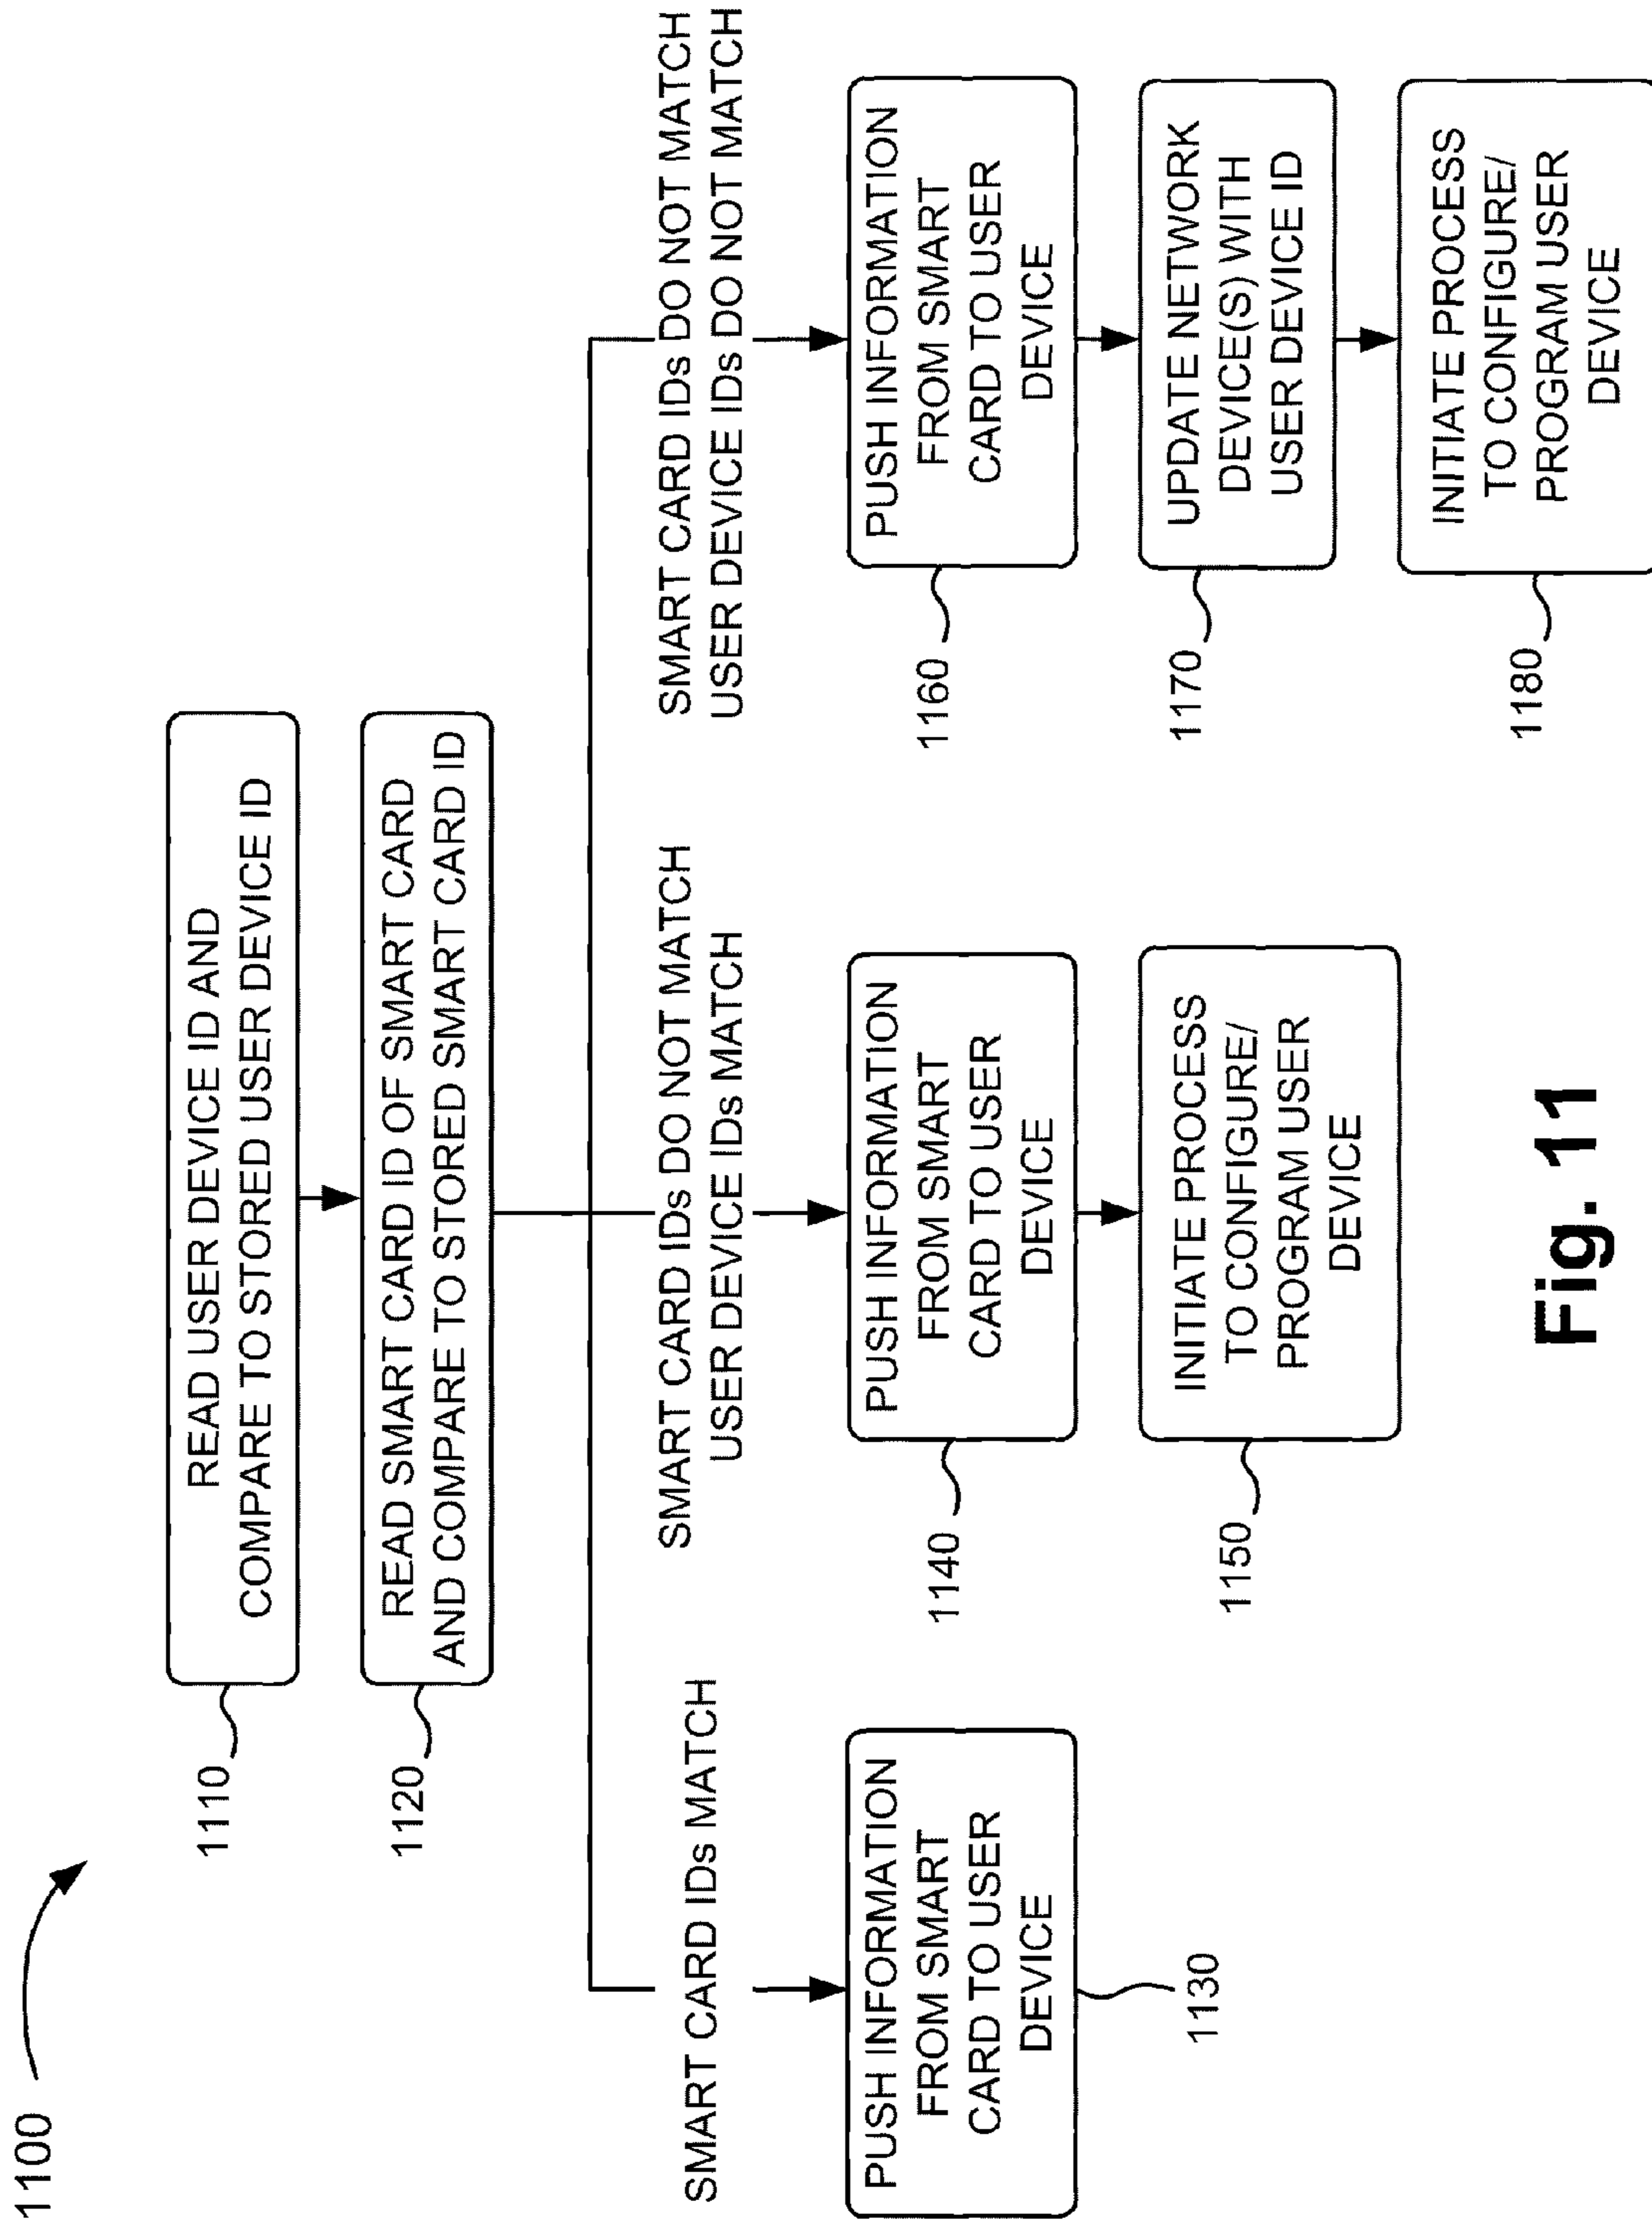 1100
1110
READ USER DEVICE ID AND
COMPARE TO STORED USER DEVICE ID
1120
READ SMART CARD ID OF SMART CARD
AND COMPARE TO STORED SMART CARD ID
SMART CARD IDs MATCH
PUSH INFORMATION
FROM SMART
CARD TO USER
DEVICE
1130
SMART CARD IDs DO NOT MATCH
USER DEVICE IDs MATCH
1140
PUSH INFORMATION
FROM SMART
CARD TO USER
DEVICE
1150
INITIATE PROCESS
TO CONFIGURE/
PROGRAM USER
DEVICE
SMART CARD IDs DO NOT MATCH
USER DEVICE IDs DO NOT MATCH
1160
PUSH INFORMATION
FROM SMART
CARD TO USER
DEVICE
1170
UPDATE NETWORK
DEVICE(S) WITH
USER DEVICE ID
1180
INITIATE PROCESS
TO CONFIGURE/
PROGRAM USER
DEVICE
Fig. 11